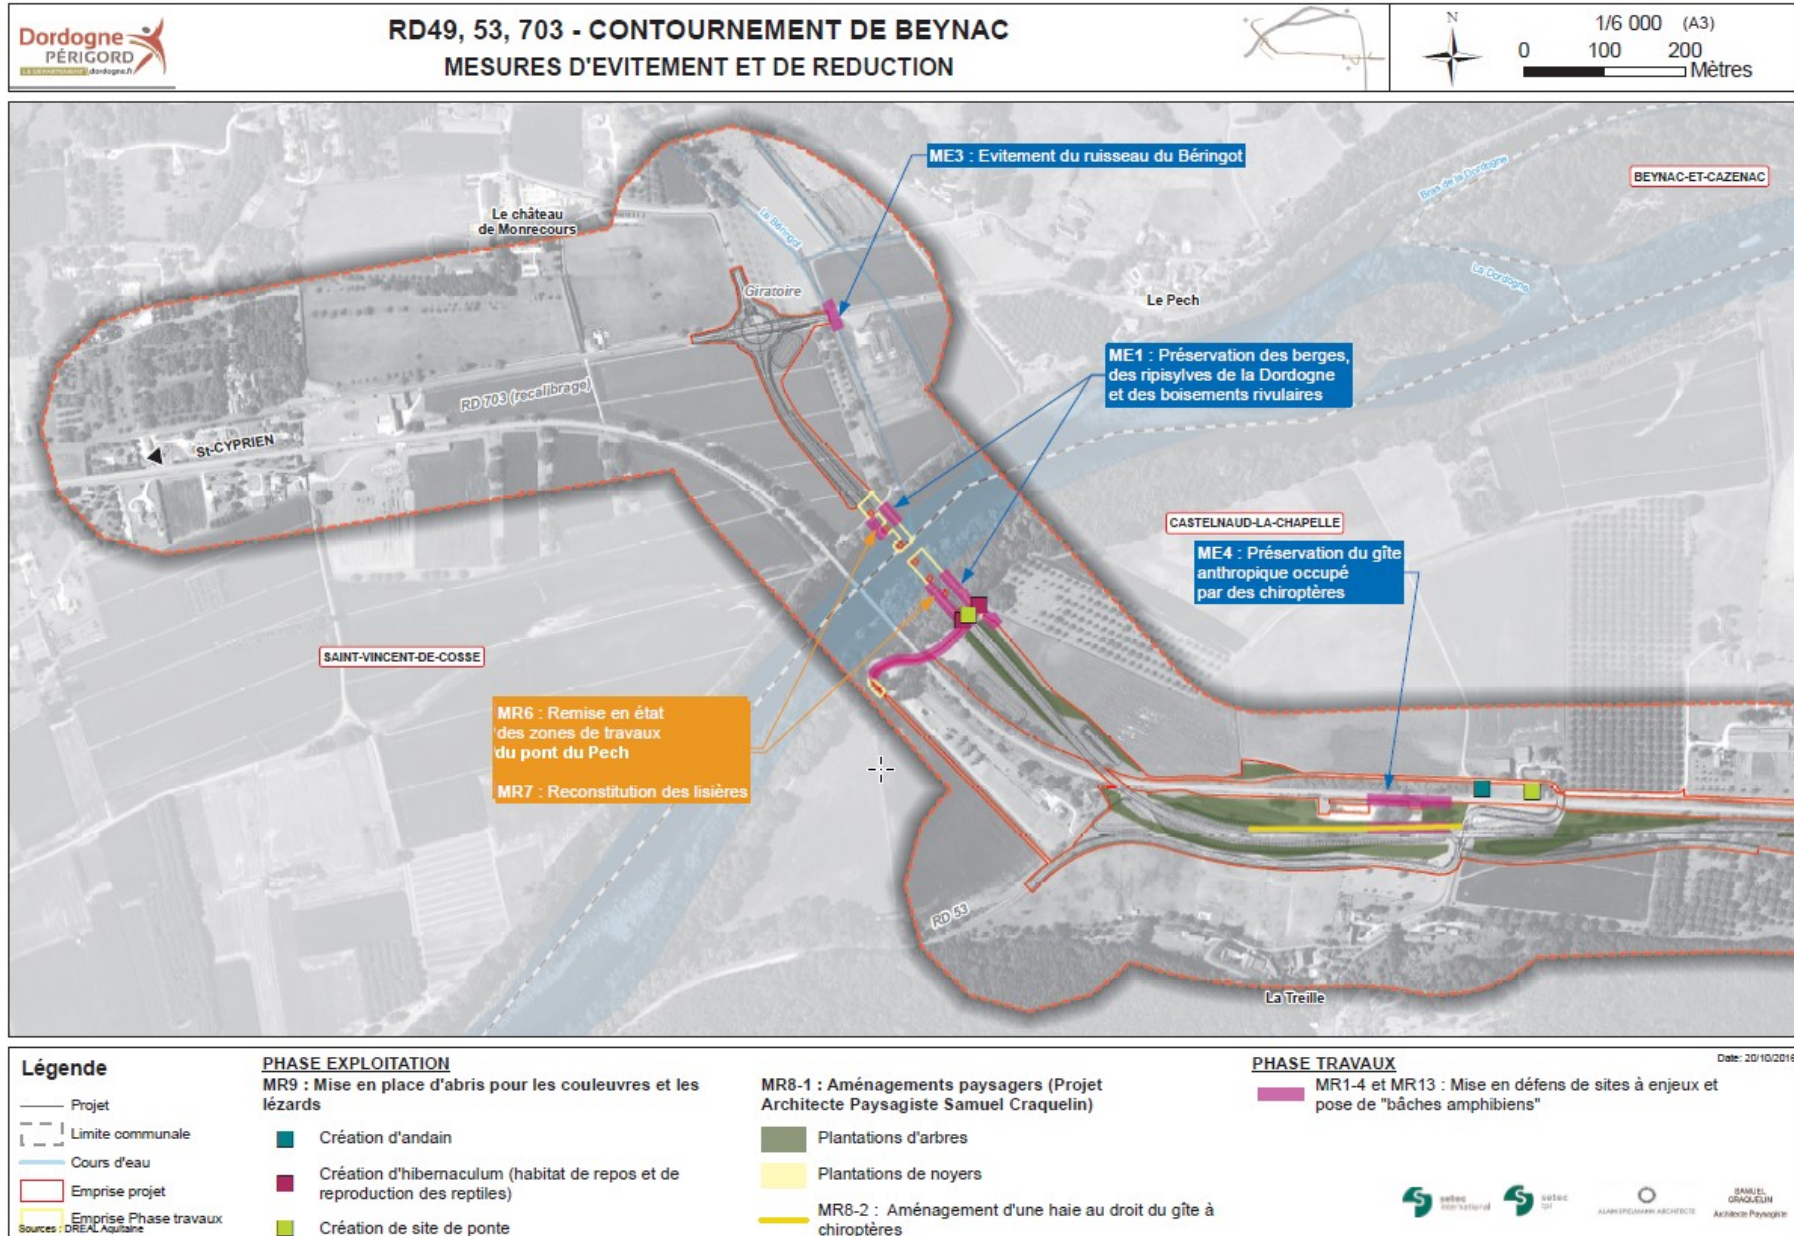 Dordogne
PÉRIGORD
LE DÉPARTEMENT dordogne.fr
RD49, 53, 703 - CONTOURNEMENT DE BEYNAC
MESURES D'EVITEMENT ET DE REDUCTION
N
1/6 000 (A3)
0 100 200
Mètres
ME3 : Evitement du ruisseau du Béringot
Bras de la Dordogne
BEYNAC-ET-CAZENAC
Le château
de Monrecours
Le Béringot
La Dordogne
Giratoire
Le Pech
ME1 : Préservation des berges,
des ripisylves de la Dordogne
et des boisements rivulaires
RD 703 (recalibrage)
St-CYPRIEN
CASTELNAUD-LA-CHAPELLE
ME4 : Préservation du gîte
anthropique occupé
par des chiroptères
SAINT-VINCENT-DE-COSSE
MR6 : Remise en état
des zones de travaux
du pont du Pech
MR7 : Reconstitution des lisières
RD 53
La Treille
Légende
Projet
Limite communale
Cours d'eau
Emprise projet
Emprise Phase travaux
Sources : DREAL Aquitaine
PHASE EXPLOITATION
MR9 : Mise en place d'abris pour les couleuvres et les
lézards
Création d'andain
Création d'hibernaculum (habitat de repos et de
reproduction des reptiles)
Création de site de ponte
MR8-1 : Aménagements paysagers (Projet
Architecte Paysagiste Samuel Craquelin)
Plantations d'arbres
Plantations de noyers
MR8-2 : Aménagement d'une haie au droit du gîte à
chiroptères
PHASE TRAVAUX
Date: 20/10/2016
MR1-4 et MR13 : Mise en défens de sites à enjeux et
pose de "bâches amphibiens"
setec
international
setec
tpi
ALAIN SPIELMANN ARCHITECTE
SAMUEL
CRAQUELIN
Architecte Paysagiste